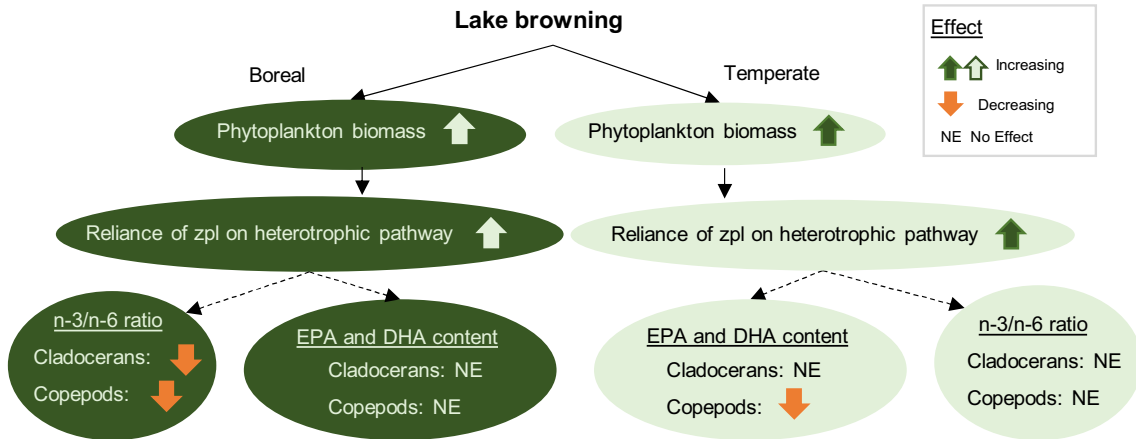 Lake browning
Boreal
Temperate
Effect
Increasing
Decreasing
NE No Effect
Phytoplankton biomass
Phytoplankton biomass
Reliance of zpl on heterotrophic pathway
Reliance of zpl on heterotrophic pathway
n-3/n-6 ratio
Cladocerans:
Copepods:
EPA and DHA content
Cladocerans: NE
Copepods: NE
EPA and DHA content
Cladocerans: NE
Copepods:
n-3/n-6 ratio
Cladocerans: NE
Copepods: NE